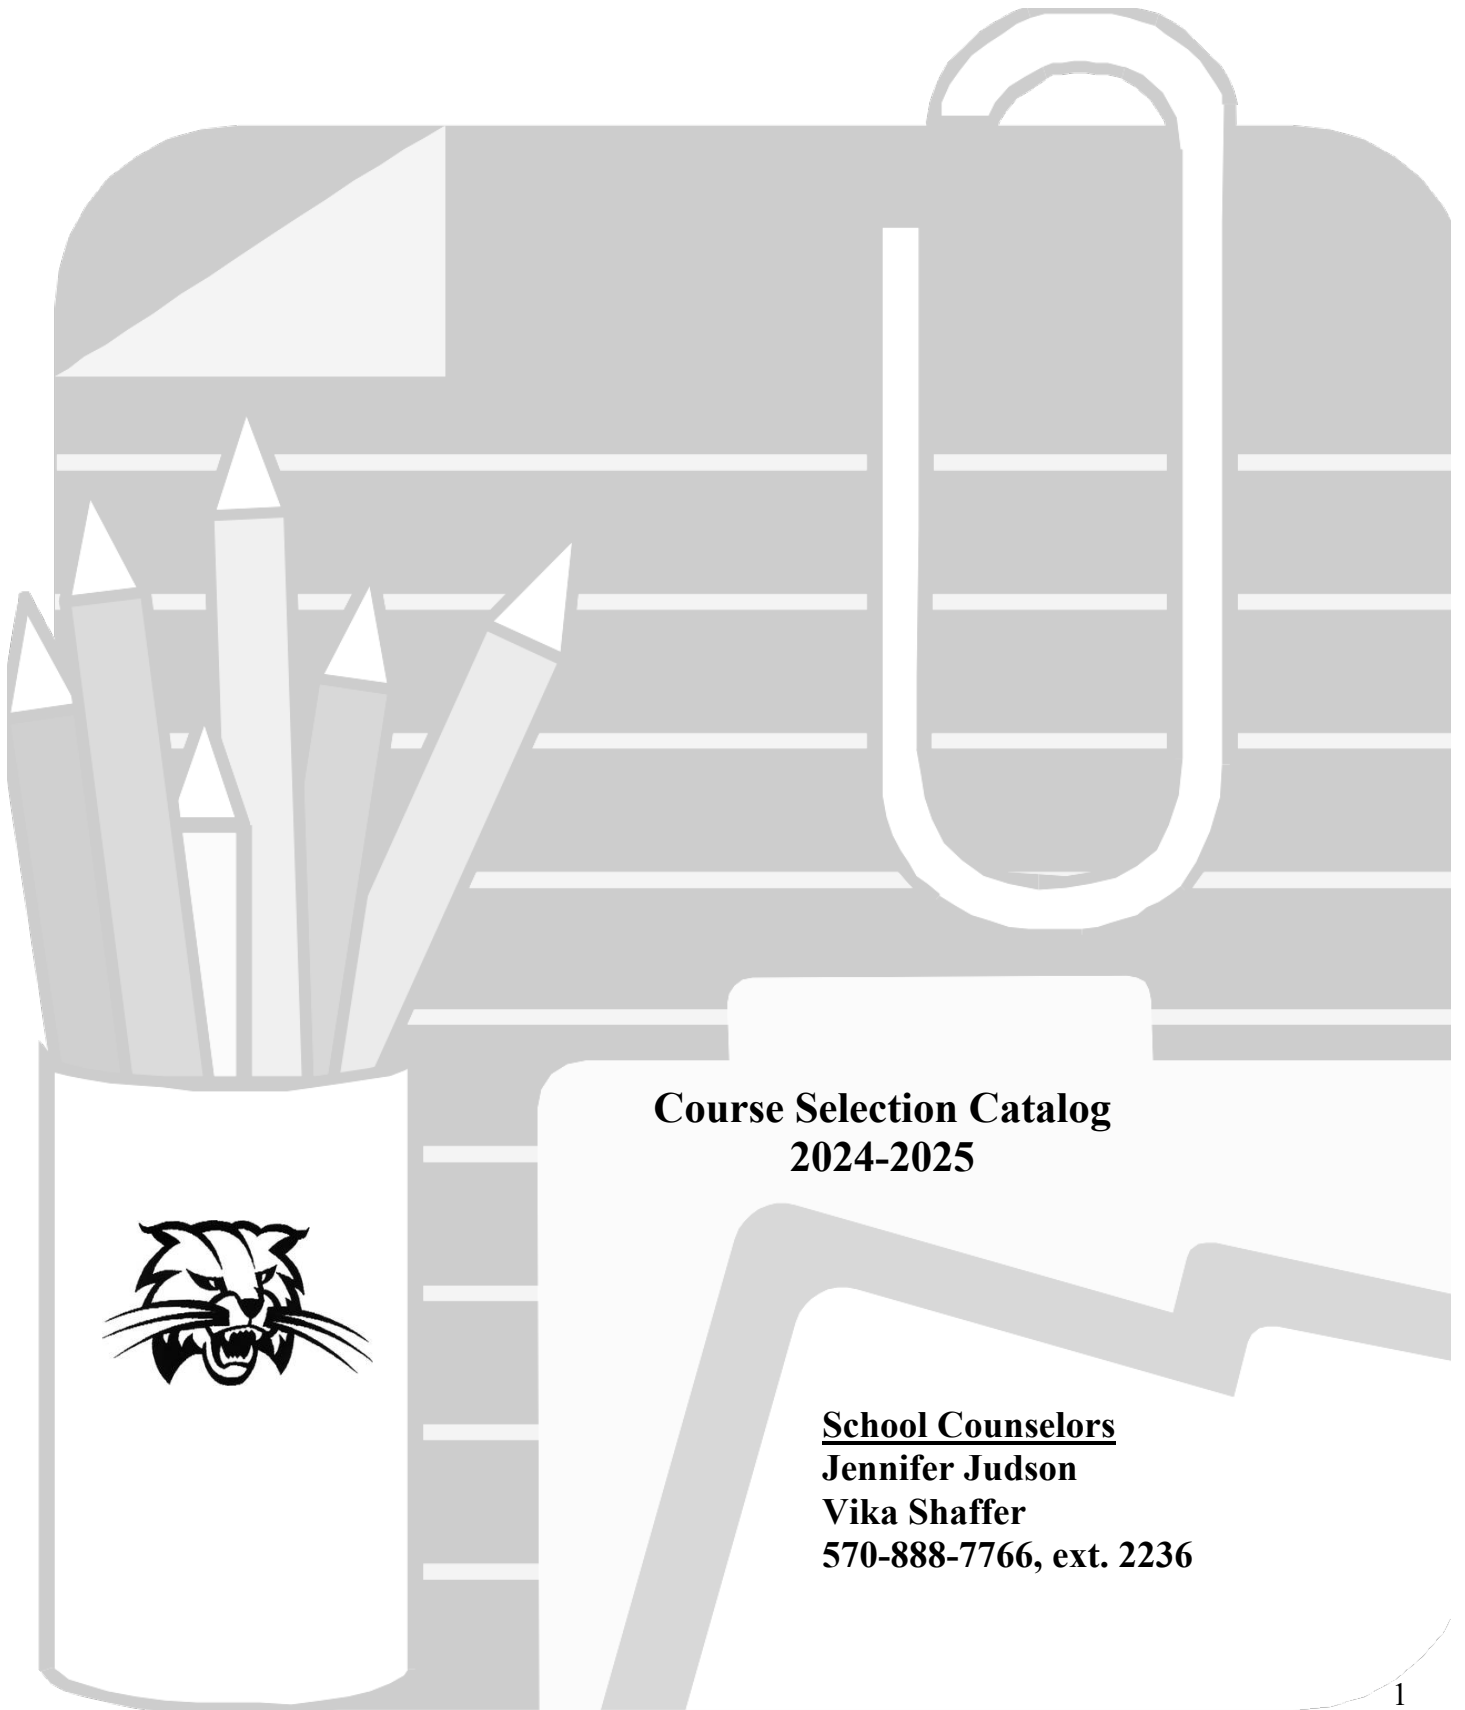 Course Selection Catalog
2024-2025
School Counselors
Jennifer Judson
Vika Shaffer
570-888-7766, ext. 2236
1